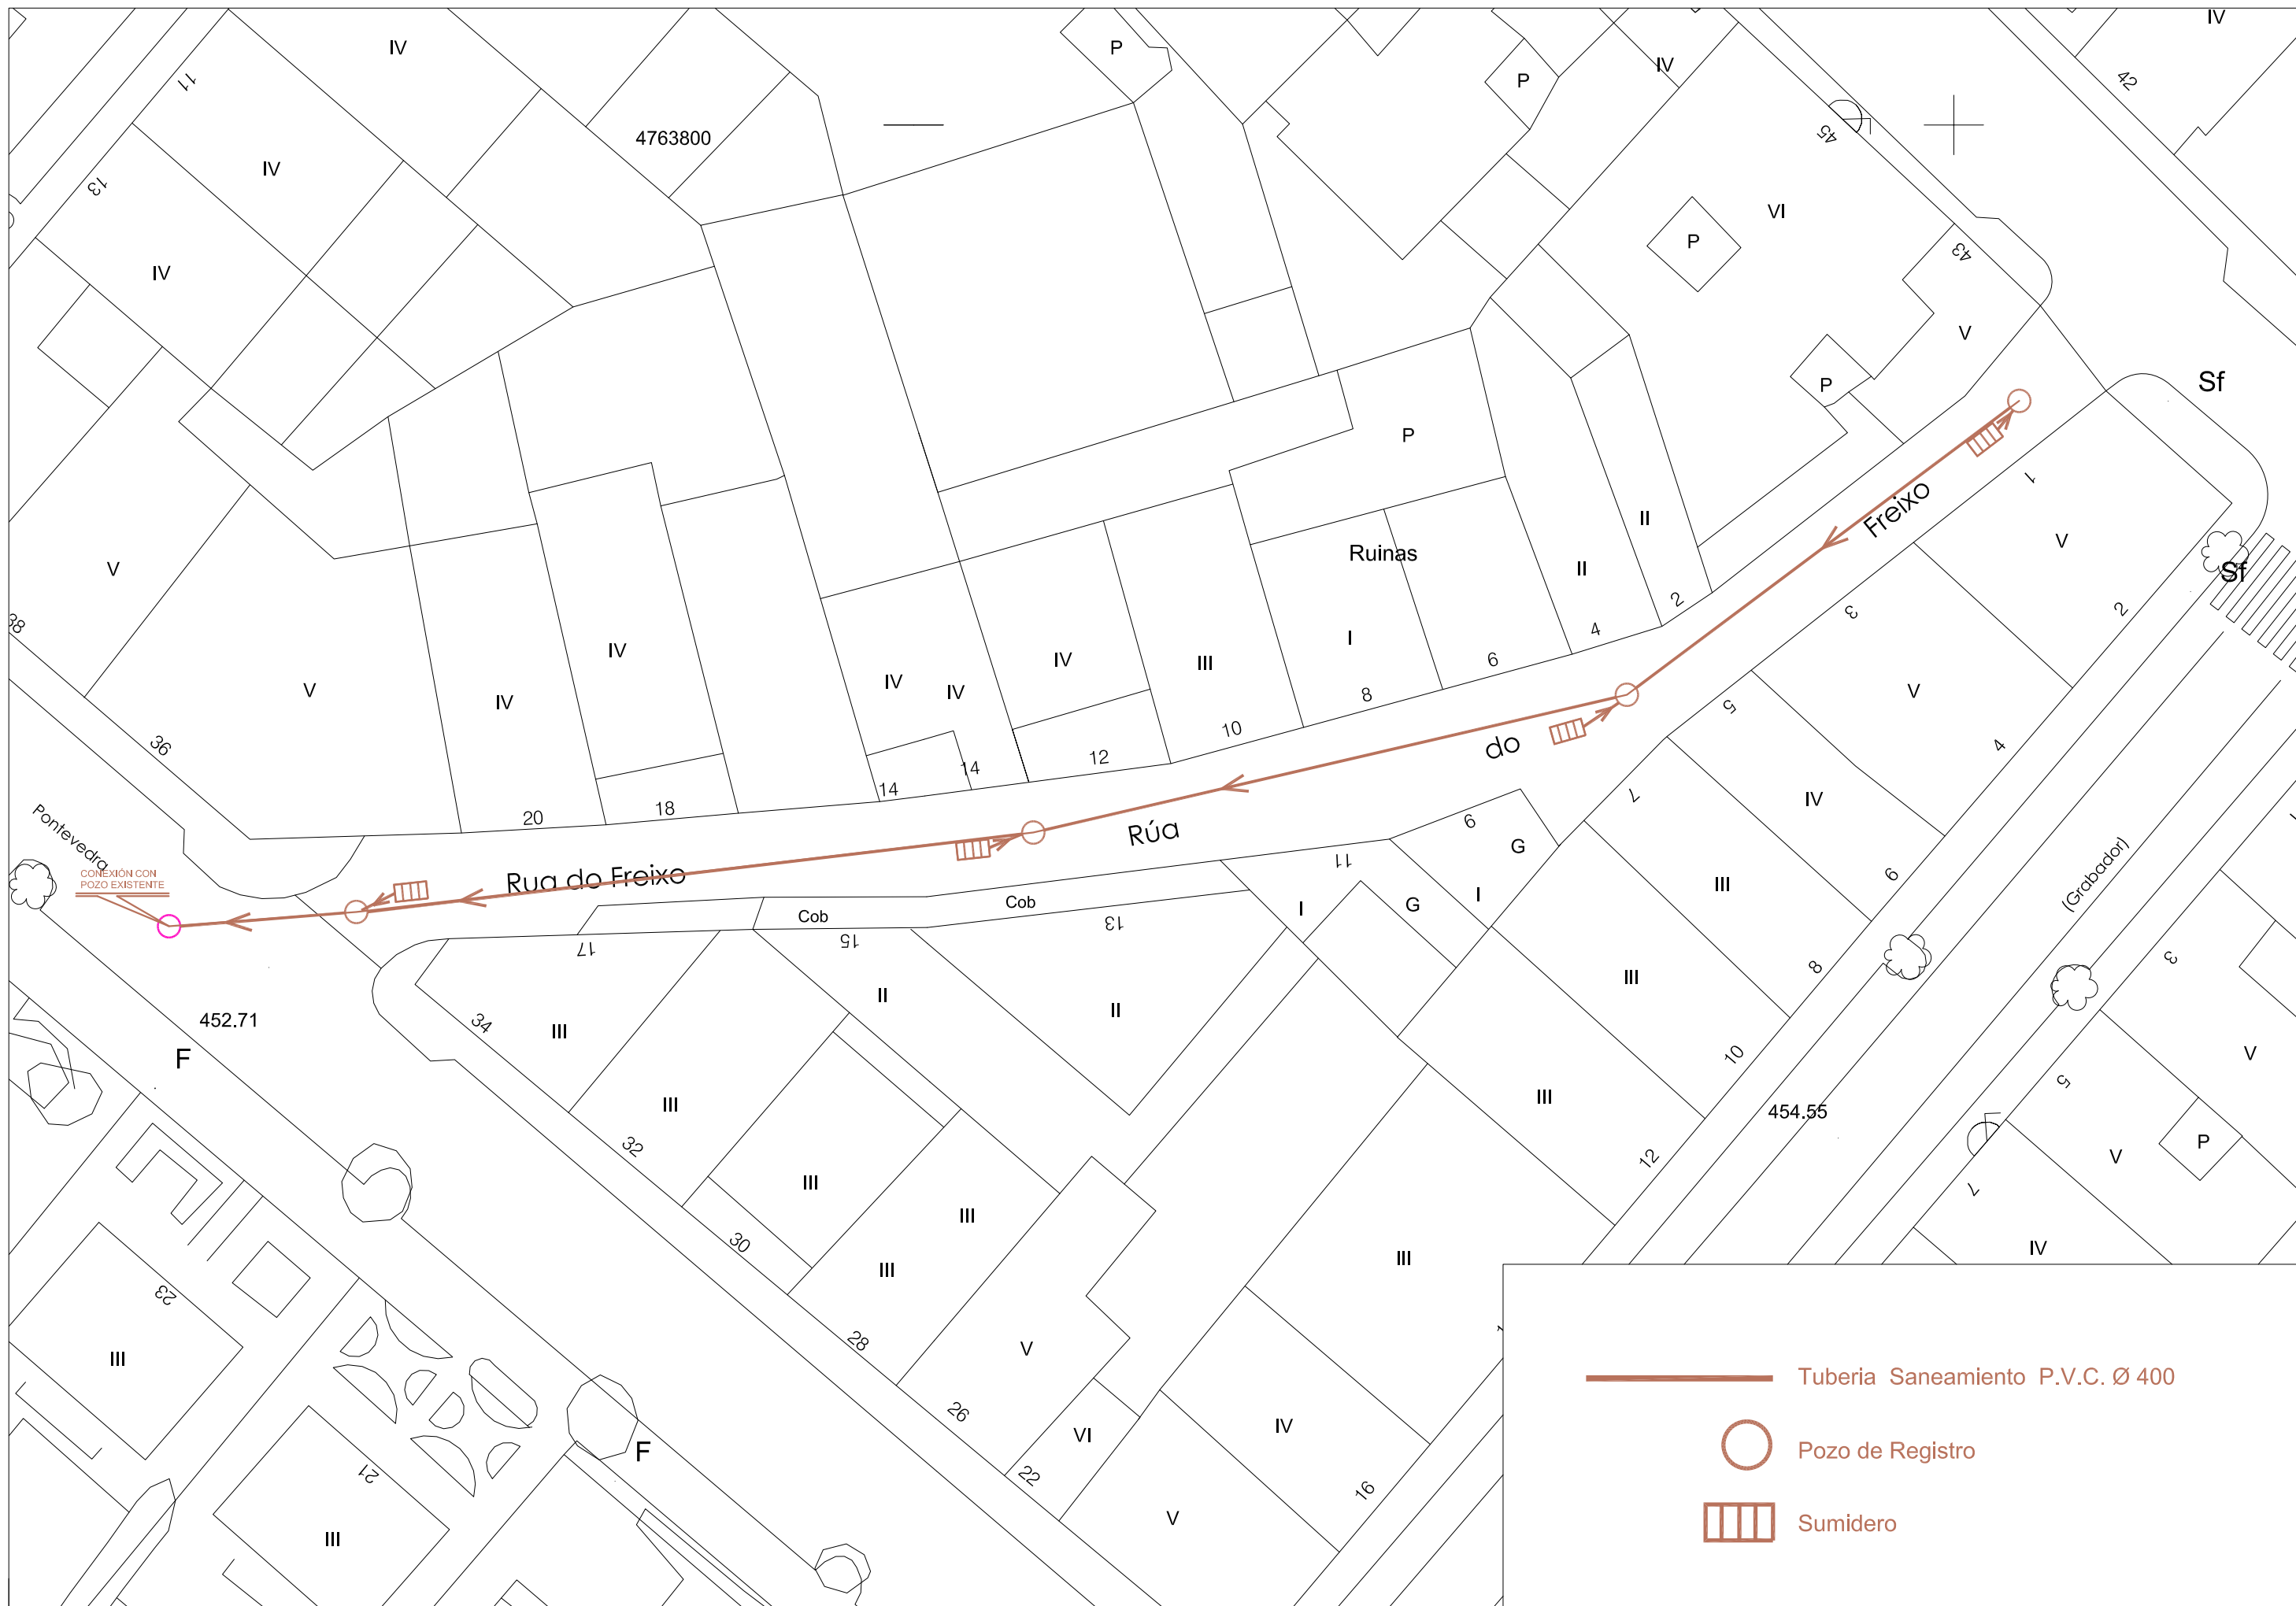 IV
P
IV
11
IV
P
IV
42
4763800
45
13
IV
VI
IV
P
43
V
Sf
P
P
1
II
Freixo
V
V
Ruinas
II
Sf
38
2
2
3
I
4
6
IV
IV
III
V
IV
IV
IV
8
5
V
10
36
do
4
12
14
14
7
IV
18
20
6
Rúa
G
11
Pontevedra
CONEXIÓN CON
POZO EXISTENTE
Rua do Freixo
Cob
Cob
I
G
I
III
6
(Grabador)
13
15
17
3
8
III
II
II
452.71
34
III
F
10
V
5
III
III
454.55
32
12
V
P
III
7
III
30
III
III
IV
23
28
V
III
III
26
VI
IV
F
21
22
16
V
III
Tuberia Saneamiento P.V.C. Ø 400
Pozo de Registro
Sumidero